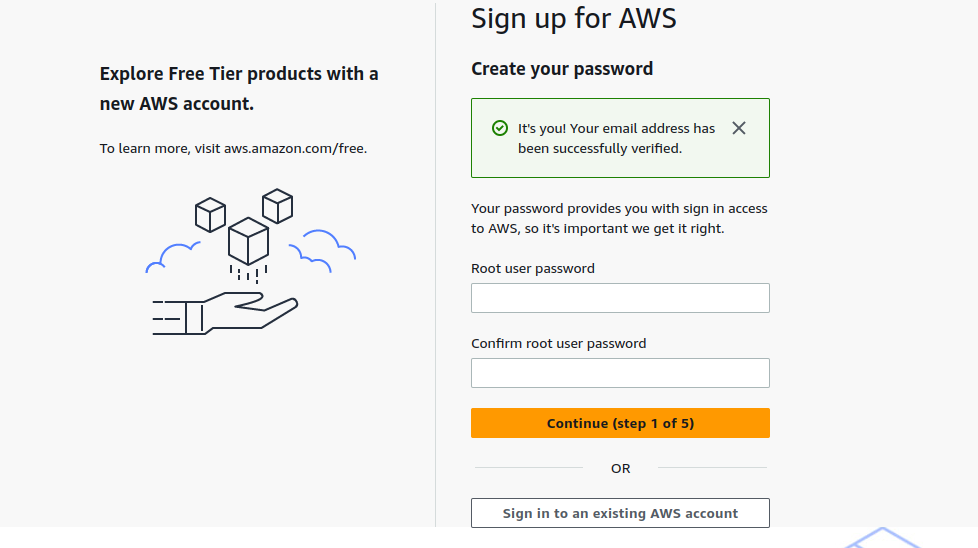 Sign up for AWS
Explore Free Tier products with a
new AWS account.
To learn more, visit aws.amazon.com/free.
Create your password
It's you! Your email address has
been successfully verified.
Your password provides you with sign in access
to AWS, so it's important we get it right.
Root user password
Confirm root user password
Continue (step 1 of 5)
OR
Sign in to an existing AWS account